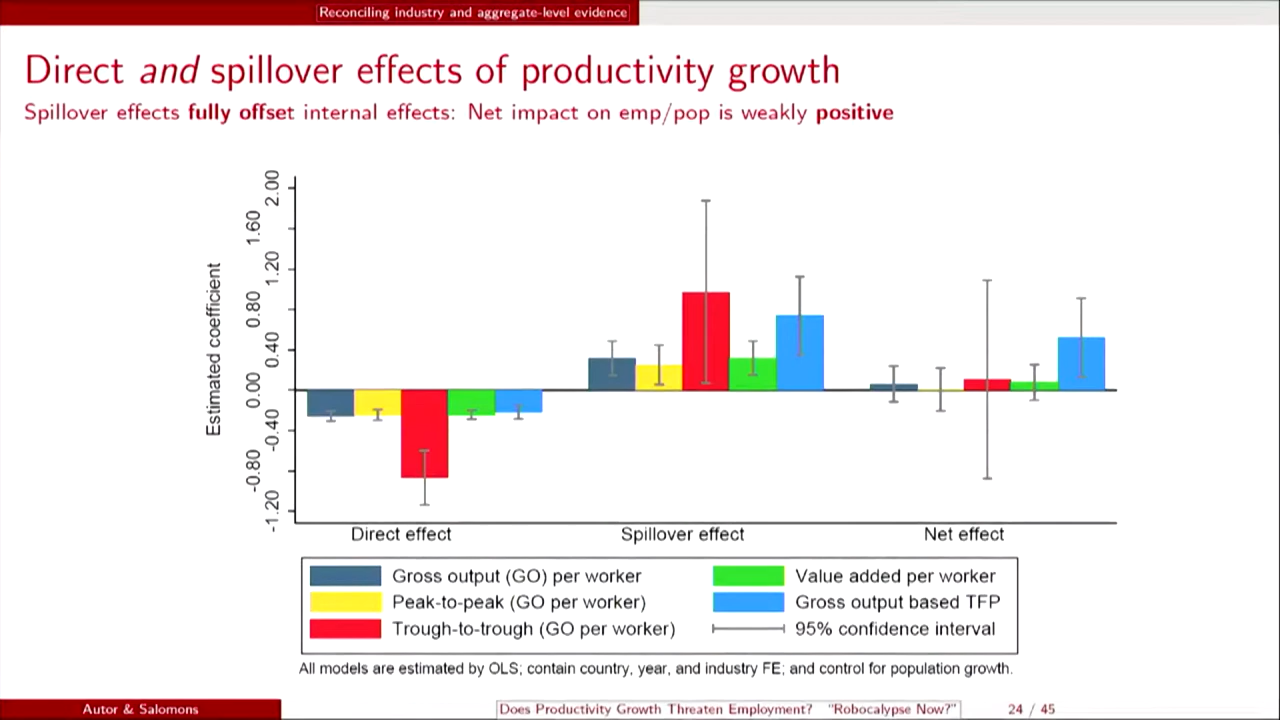 Reconciling industry and aggregate-level evidence
Direct and spillover effects of productivity growth
Spillover effects fully offset internal effects: Net impact on emp/pop is weakly positive
Estimated coefficient
2.00
1.60
1.20
0.80
0.40
0.00
-0.40
-0.80
-1.20
Direct effect
Spillover effect
Net effect
Gross output (GO) per worker
Value added per worker
Peak-to-peak (GO per worker)
Gross output based TFP
Trough-to-trough (GO per worker)
95% confidence interval
All models are estimated by OLS; contain country, year, and industry FE; and control for population growth.
Autor & Salomons
Does Productivity Growth Threaten Employment? "Robocalypse Now?"
24 / 45